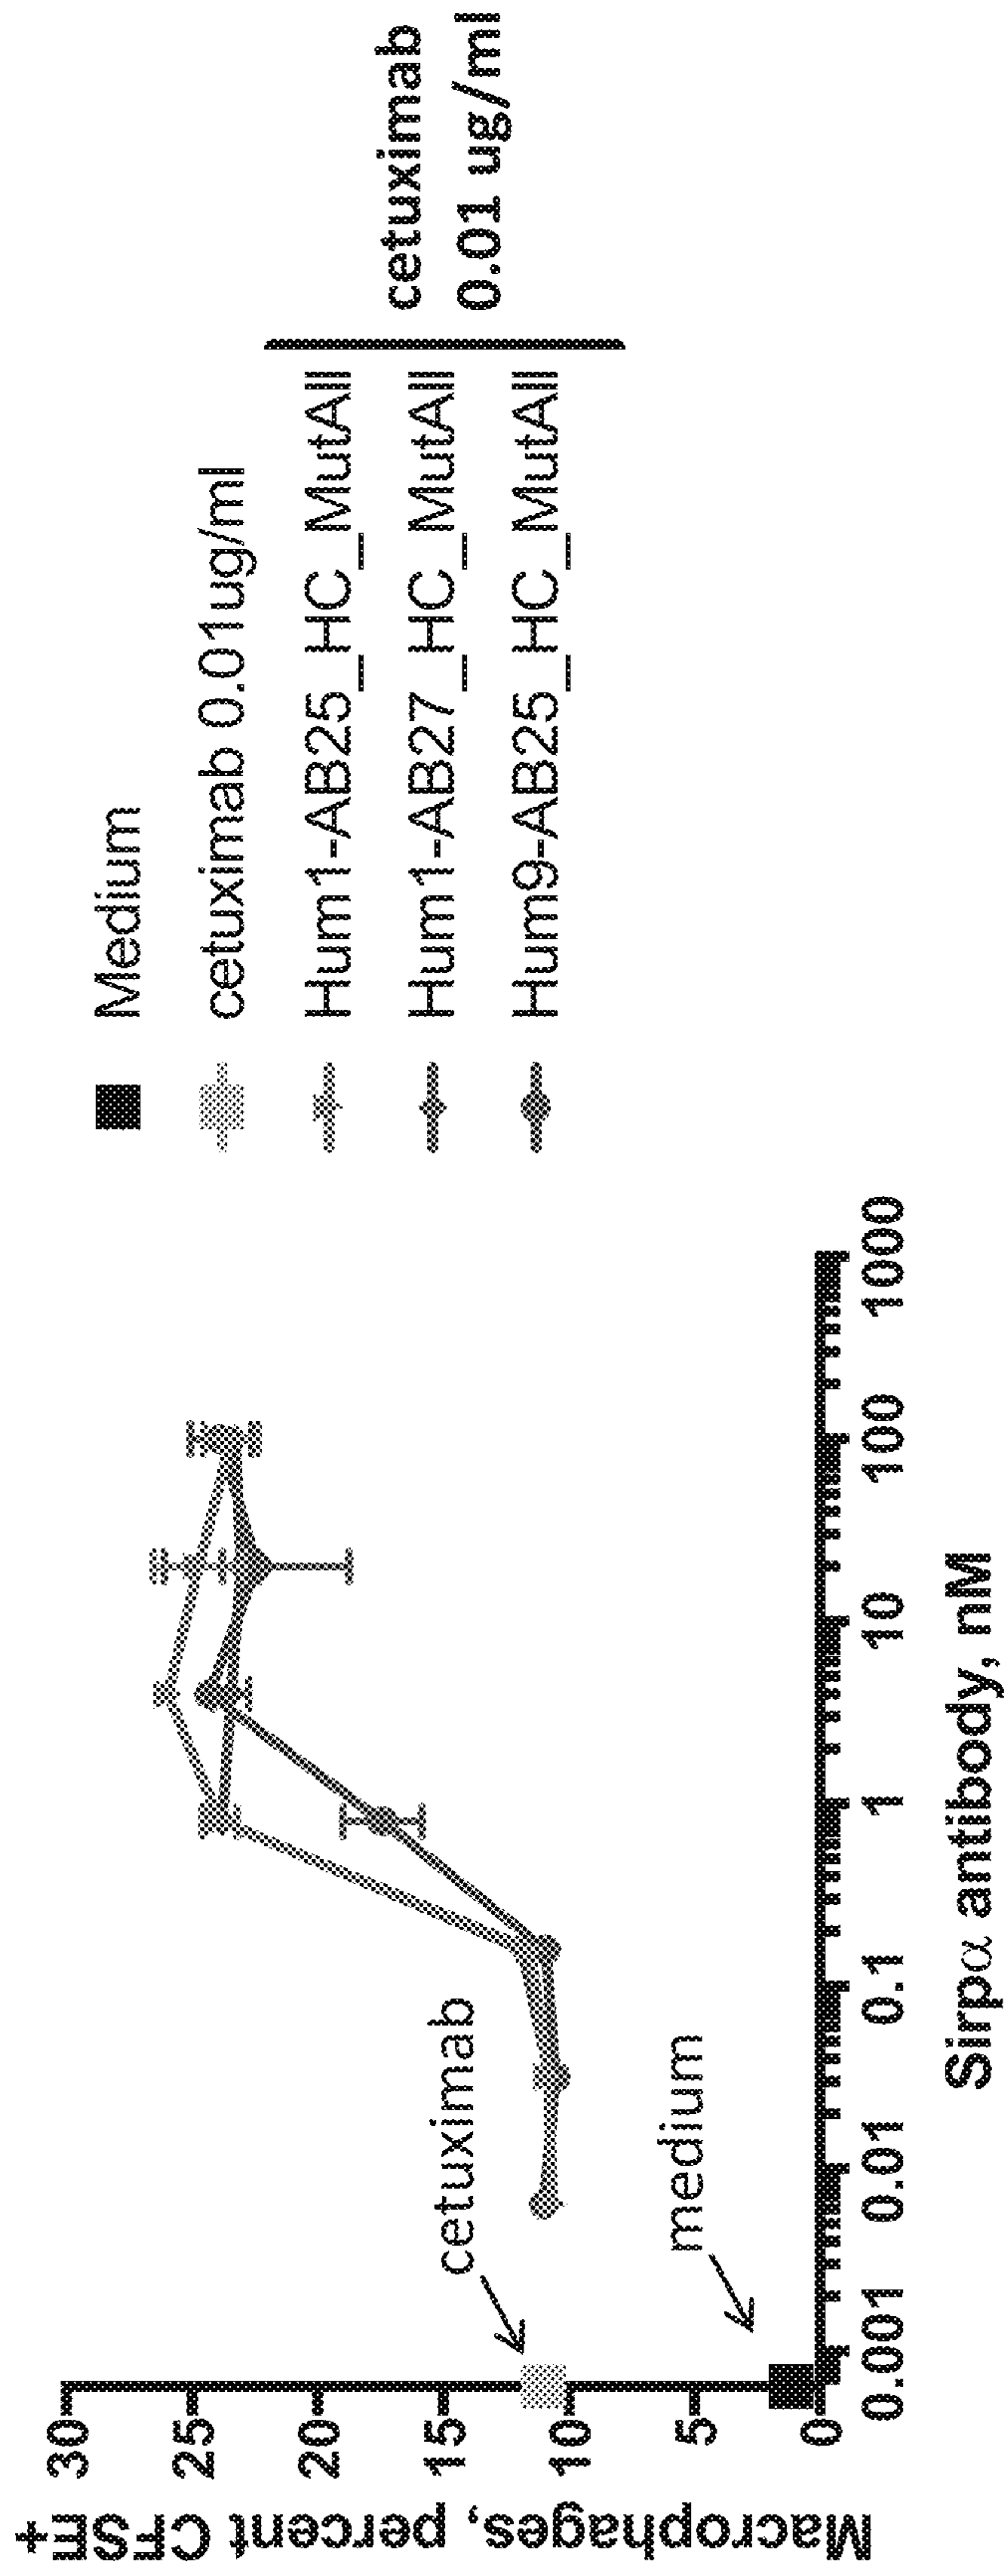 Macrophages, percent CFSE+
30
25
20
15
10
5
0
0.001
0.01
0.1
1
10
100
1000
Sirpα antibody, nM
cetuximab
medium
Medium
cetuximab 0.01ug/ml
Hum1-AB25_HC_MutAll
Hum1-AB27_HC_MutAll
Hum9-AB25_HC_MutAll
cetuximab
0.01 ug/ml